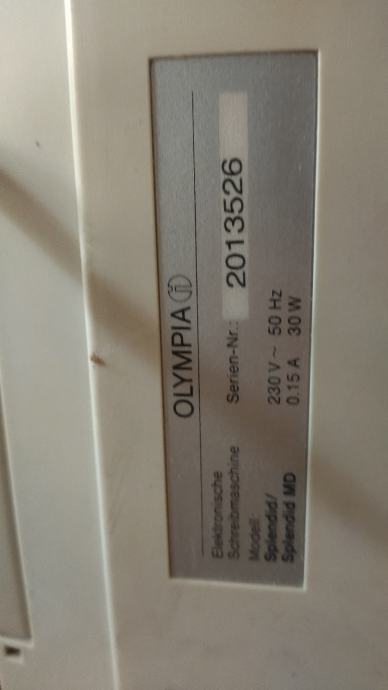 OLYMPIA
Elektronische
Schreibmaschine Serien-Nr.: 2013526
Modell:
Splendid/ 230 V ~ 50 Hz
Splendid MD 0.15 A 30 W